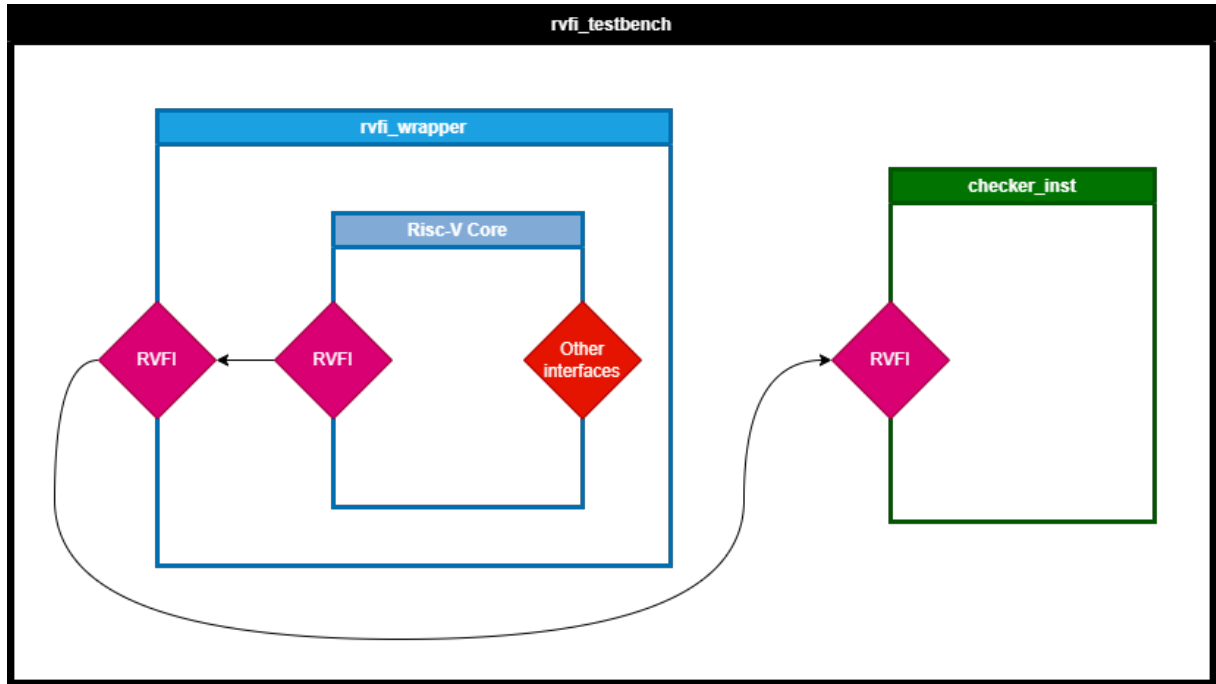 rvfi_testbench
rvfi_wrapper
checker_inst
Risc-V Core
RVFI
RVFI
Other
interfaces
RVFI